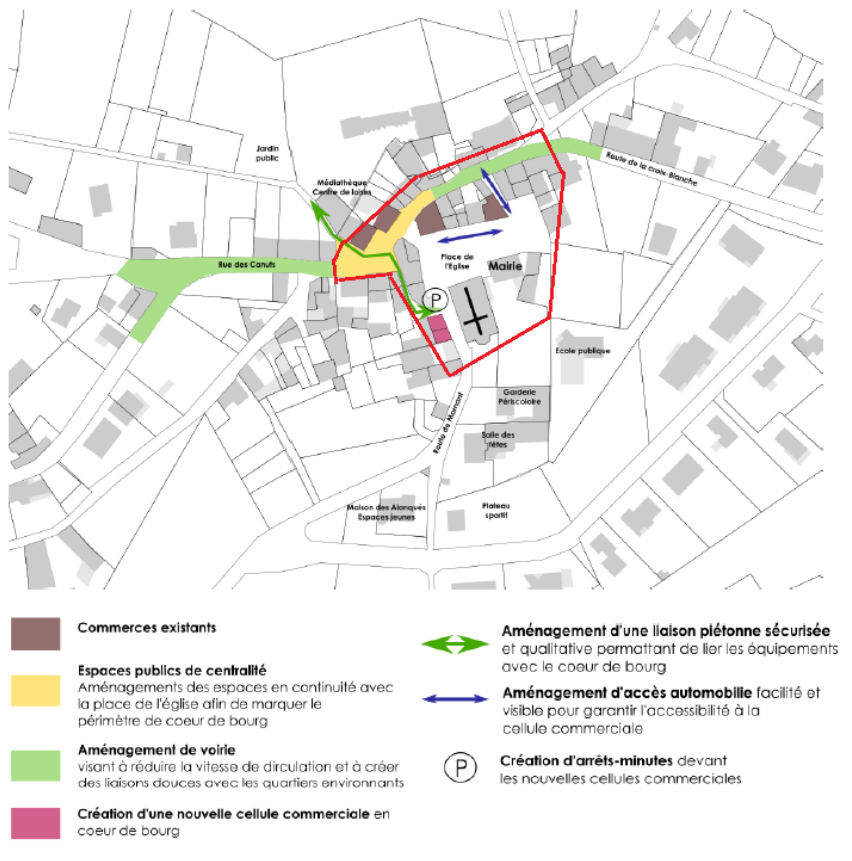 Jardin
public
Médiathèque
Centre de loisirs
Route de la croix-Blanche
Rue des Canuts
Place de
l'Eglise
Mairie
P
Ecole publique
Garderie
Périscolaire
Route de Mornant
Salle des
fêtes
Maison des Alanqués
Espaces jeunes
Plateau
sportif
Commerces existants
Espaces publics de centralité
Aménagements des espaces en continuité avec
la place de l'église afin de marquer le
périmètre de coeur de bourg
Aménagement de voirie
visant à réduire la vitesse de dirculation et à créer
des liaisons douces avec les quartiers environnants
Création d'une nouvelle cellule commerciale en
coeur de bourg
Aménagement d'une liaison piétonne sécurisée
et qualitative permattant de lier les équipements
avec le coeur de bourg
Aménagement d'accès automobilie facilité et
visible pour garantir l'accessibilité à la
cellule commerciale
P
Création d'arrêts-minutes devant
les nouvelles cellules commerciales